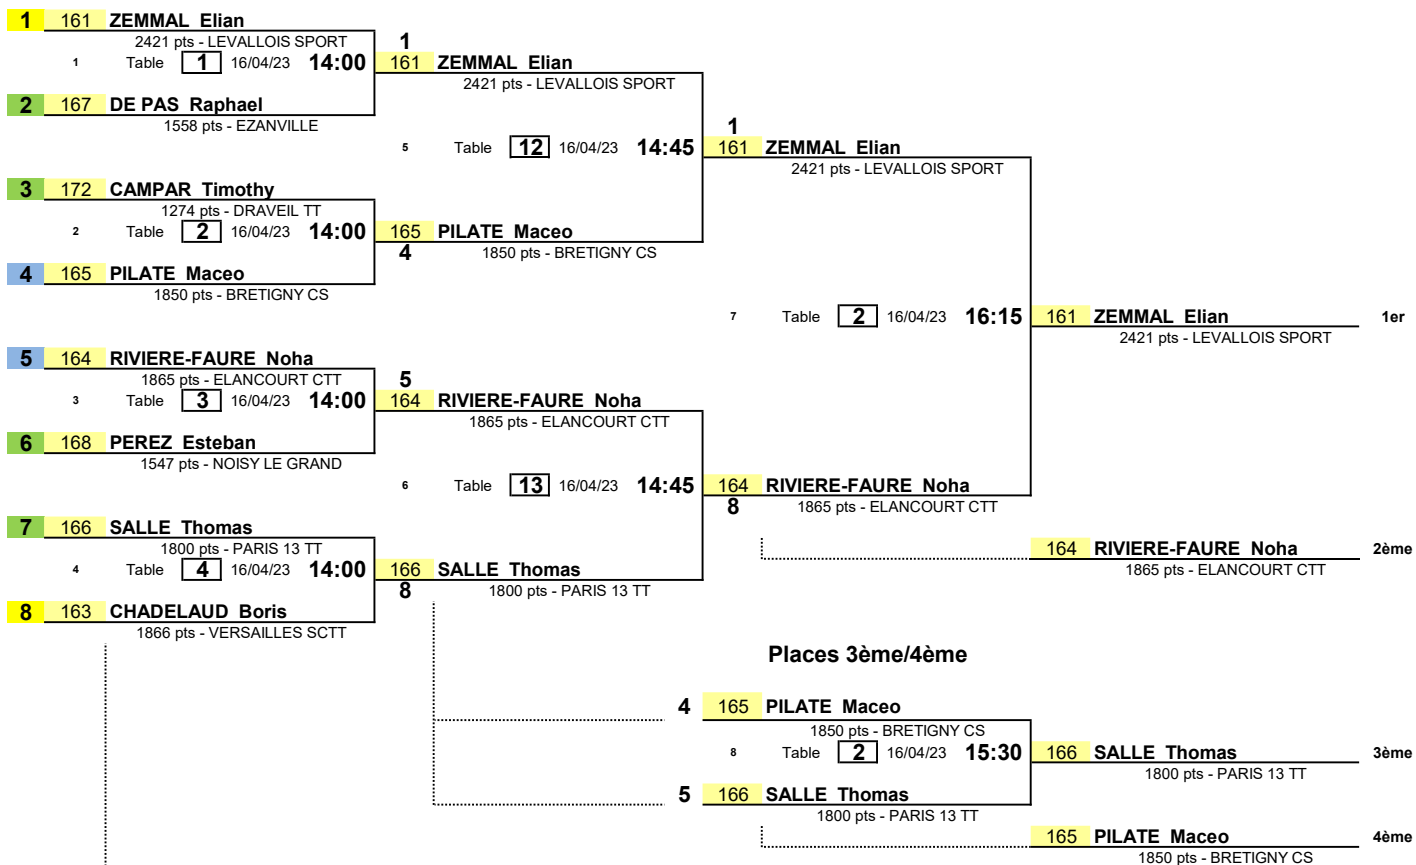 1 161 ZEMMAL Elian
2421 pts - LEVALLOIS SPORT 1
1 Table 1 16/04/23 14:00 161 ZEMMAL Elian
2421 pts - LEVALLOIS SPORT
2 167 DE PAS Raphael
1558 pts - EZANVILLE 1
5 Table 12 16/04/23 14:45 161 ZEMMAL Elian
2421 pts - LEVALLOIS SPORT
3 172 CAMPAR Timothy
1274 pts - DRAVEIL TT
2 Table 2 16/04/23 14:00 165 PILATE Maceo
4 1850 pts - BRETIGNY CS
4 165 PILATE Maceo
1850 pts - BRETIGNY CS
7 Table 2 16/04/23 16:15 161 ZEMMAL Elian 1er
2421 pts - LEVALLOIS SPORT
5 164 RIVIERE-FAURE Noha
1865 pts - ELANCOURT CTT 5
3 Table 3 16/04/23 14:00 164 RIVIERE-FAURE Noha
1865 pts - ELANCOURT CTT
6 168 PEREZ Esteban
1547 pts - NOISY LE GRAND
6 Table 13 16/04/23 14:45 164 RIVIERE-FAURE Noha
8 1865 pts - ELANCOURT CTT
7 166 SALLE Thomas
1800 pts - PARIS 13 TT 164 RIVIERE-FAURE Noha 2ème
4 Table 4 16/04/23 14:00 166 SALLE Thomas 1865 pts - ELANCOURT CTT
8 1800 pts - PARIS 13 TT
8 163 CHADELAUD Boris
1866 pts - VERSAILLES SCTT
Places 3ème/4ème
4 165 PILATE Maceo
1850 pts - BRETIGNY CS
8 Table 2 16/04/23 15:30 166 SALLE Thomas 3ème
1800 pts - PARIS 13 TT
5 166 SALLE Thomas
1800 pts - PARIS 13 TT
165 PILATE Maceo 4ème
1850 pts - BRETIGNY CS